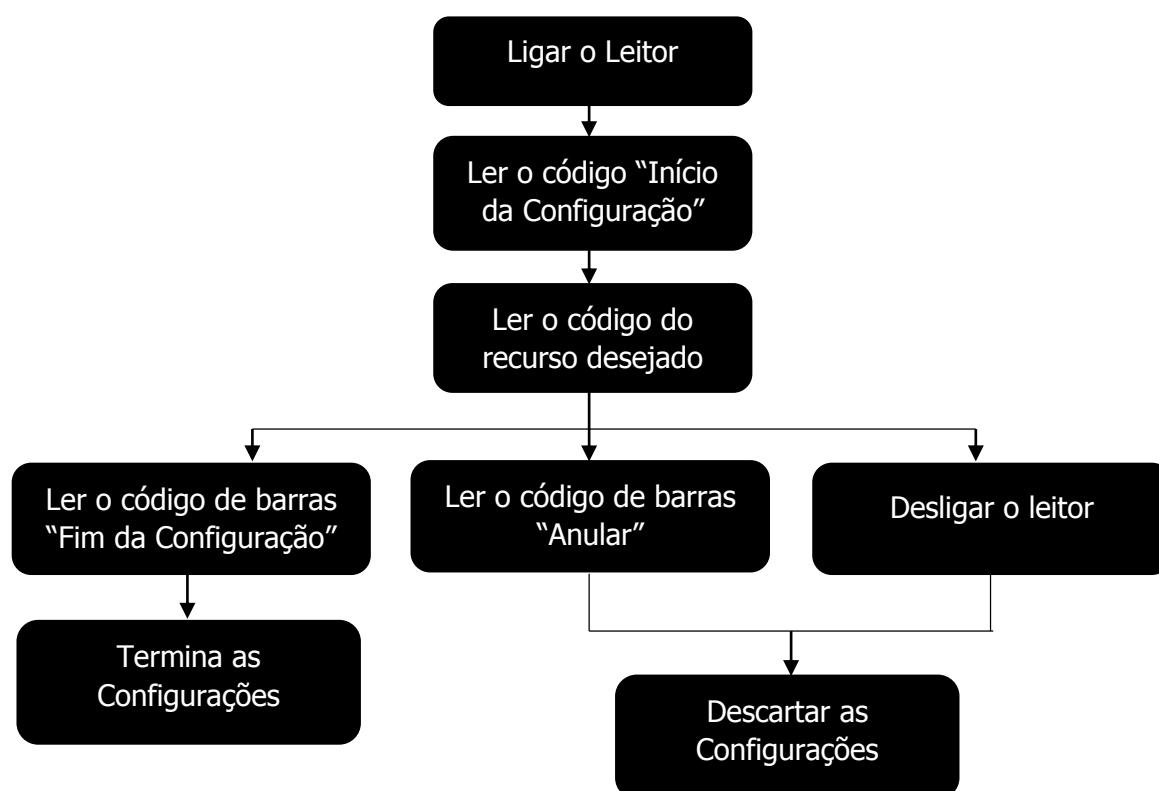 Ligar o Leitor
Ler o código “Início
da Configuração”
Ler o código do
recurso desejado
Ler o código de barras
“Fim da Configuração”
Ler o código de barras
“Anular”
Desligar o leitor
Termina as
Configurações
Descartar as
Configurações